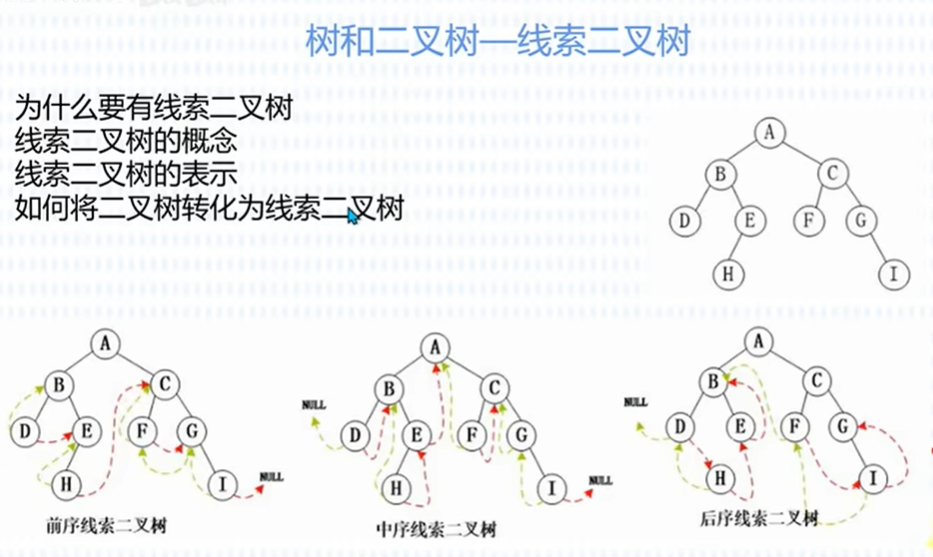 树和二叉树—线索二叉树
为什么要有线索二叉树
线索二叉树的概念
线索二叉树的表示
如何将二叉树转化为线索二叉树
A
B C
D E F G
H I
A
B C
D E F G
H I NULL
前序线索二叉树
A
B C
NULL
D E F G
H I NULL
中序线索二叉树
A
B C
NULL
D E F G
H I
后序线索二叉树